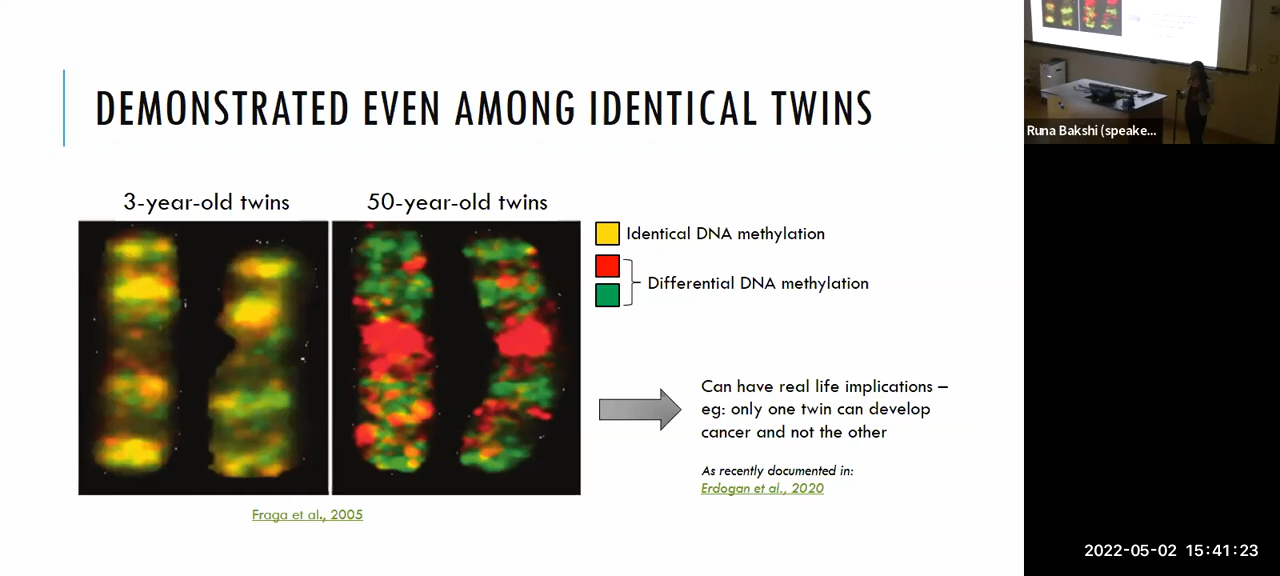 DEMONSTRATED EVEN AMONG IDENTICAL TWINS
3-year-old twins
50-year-old twins
Identical DNA methylation
Differential DNA methylation
Can have real life implications –
eg: only one twin can develop
cancer and not the other
As recently documented in:
Erdogan et al., 2020
Fraga et al., 2005
Runa Bakshi (speake...
2022-05-02 15:41:23